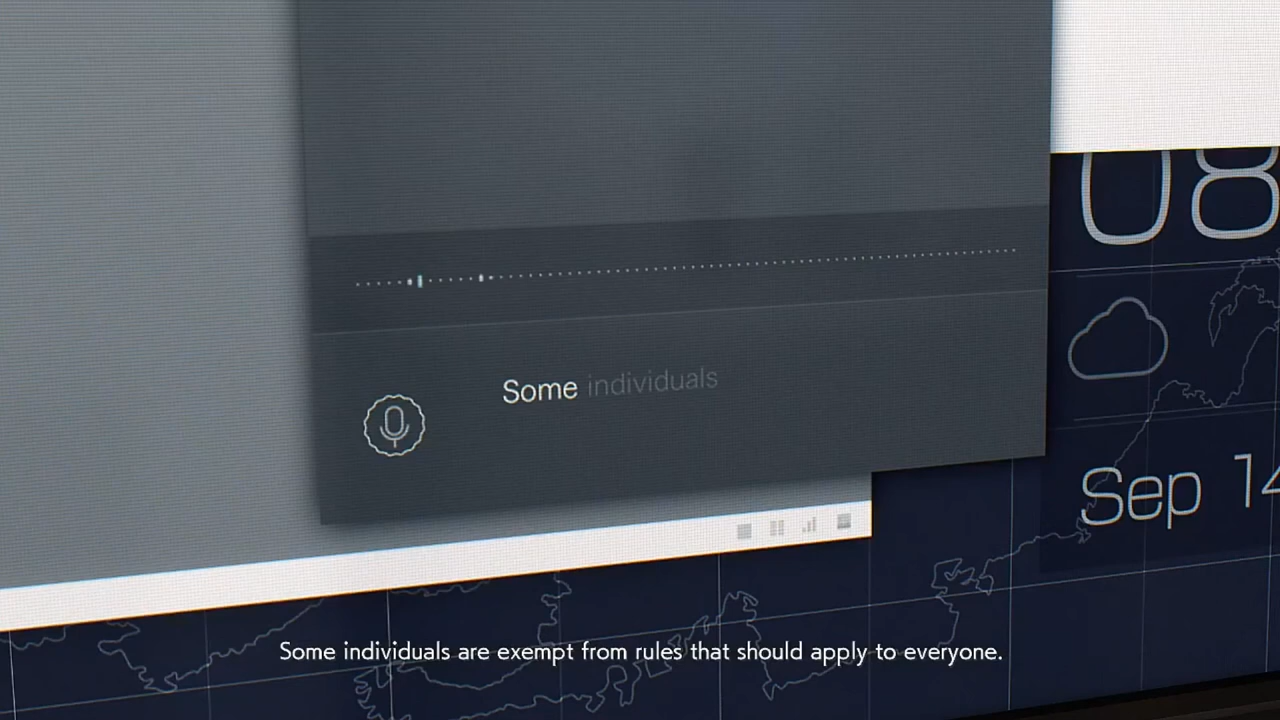 08
Some individuals
Sep 14
Some individuals are exempt from rules that should apply to everyone.